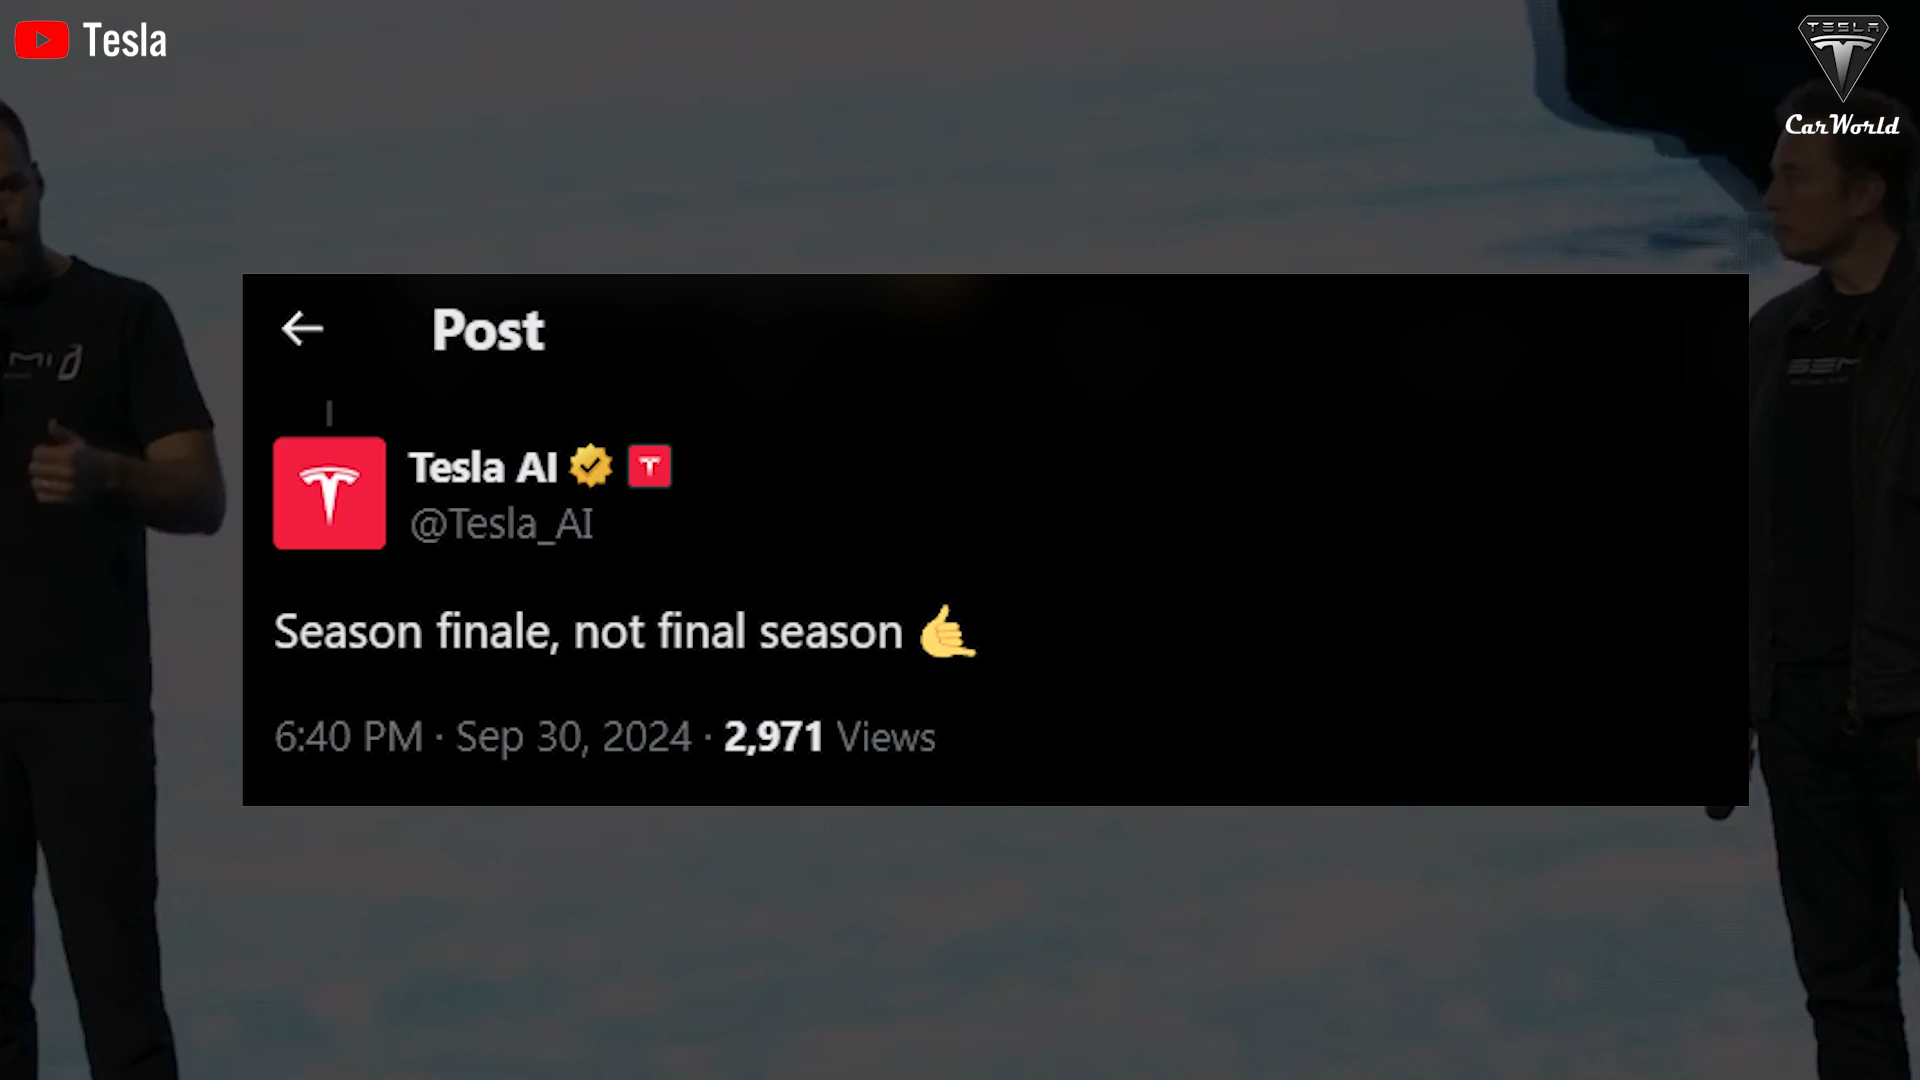 Tesla
TESLA
CarWorld
Post
Tesla AI
@Tesla_AI
Season finale, not final season 🤙
6:40 PM · Sep 30, 2024 · 2,971 Views